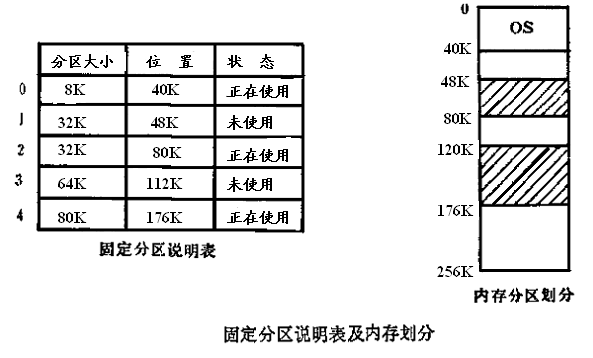 分区大小 位置 状态
0 8K 40K 正在使用
1 32K 48K 未使用
2 32K 80K 正在使用
3 64K 112K 未使用
4 80K 176K 正在使用
固定分区说明表
0
OS
40K
48K
80K
120K
176K
256K
内存分区划分
固定分区说明表及内存划分